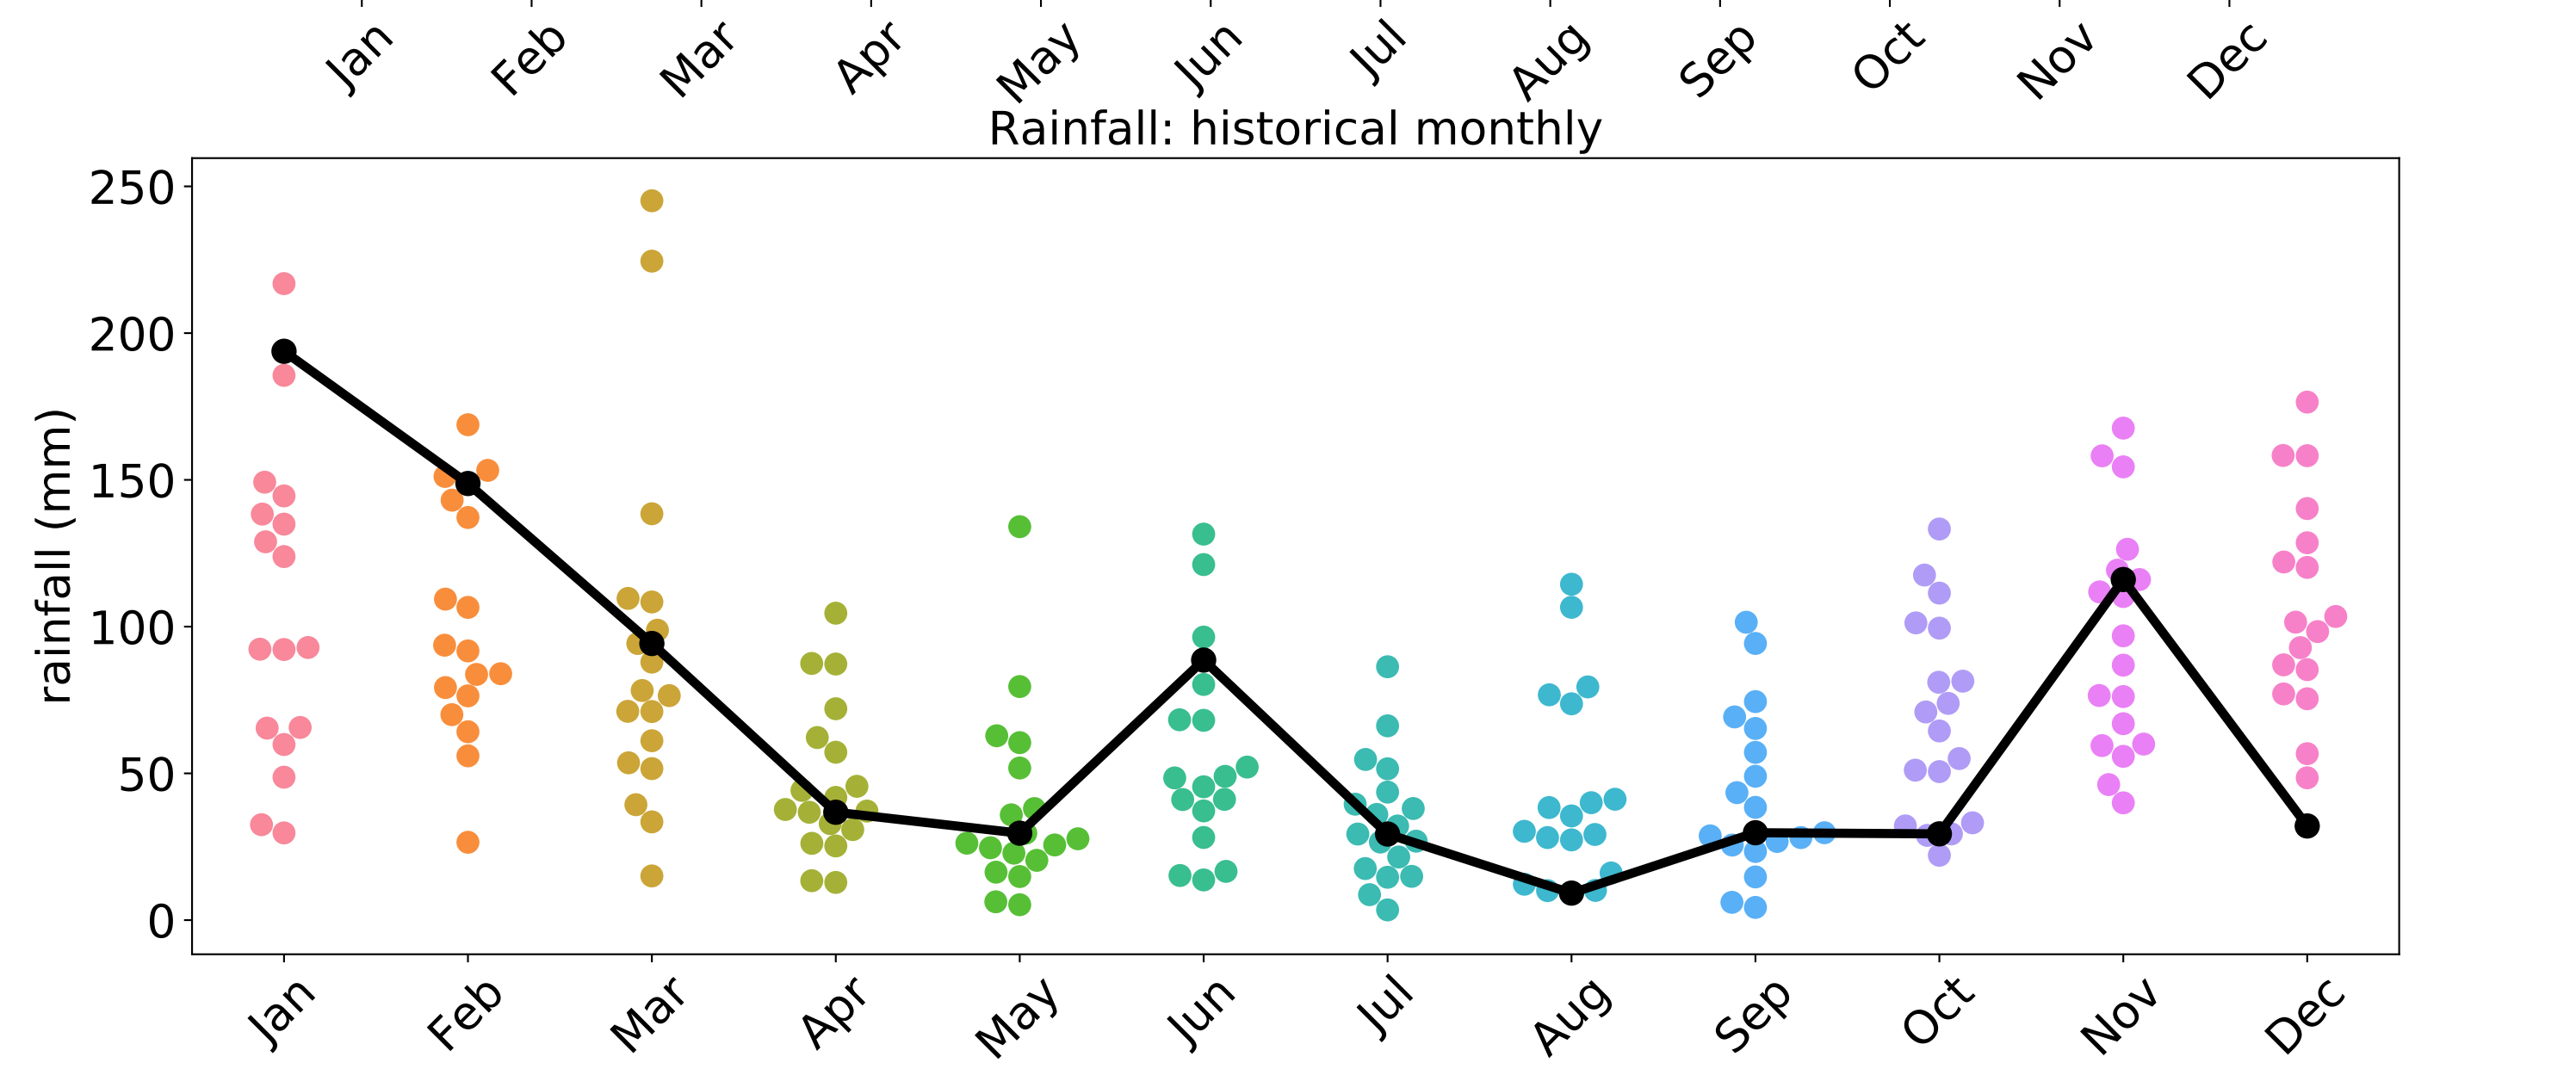 Jan Feb Mar Apr May Jun Jul Aug Sep Oct Nov Dec
Rainfall: historical monthly
rainfall (mm)
250
200
150
100
50
0
Jan Feb Mar Apr May Jun Jul Aug Sep Oct Nov Dec